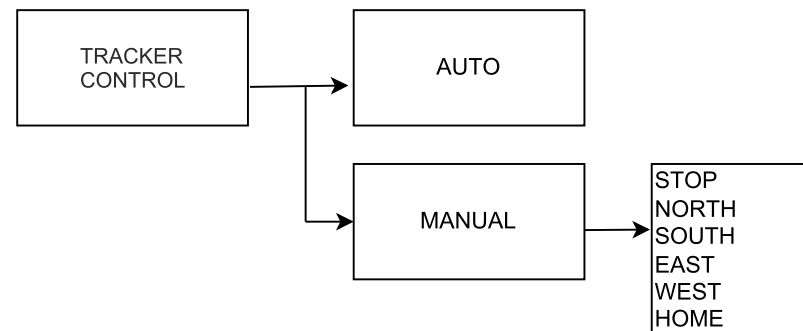 TRACKER
CONTROL
AUTO
MANUAL
STOP
NORTH
SOUTH
EAST
WEST
HOME